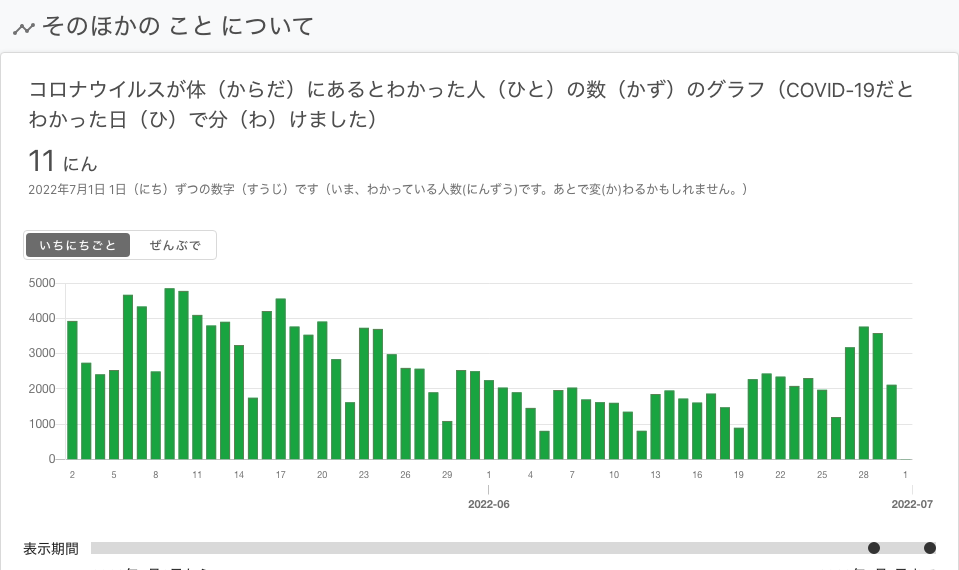 そのほかの こと について
コロナウイルスが体（からだ）にあるとわかった人（ひと）の数（かず）のグラフ（COVID-19だと
わかった日（ひ）で分（わ）けました）
11 にん
2022年7月1日 1日（にち）ずつの数字（すうじ）です（いま、わかっている人数(にんずう)です。あとで変(か)わるかもしれません。）
いちにちごと ぜんぶで
5000
4000
3000
2000
1000
0
2 5 8 11 14 17 20 23 26 29 1 4 7 10 13 16 19 22 25 28 1
2022-06 2022-07
表示期間